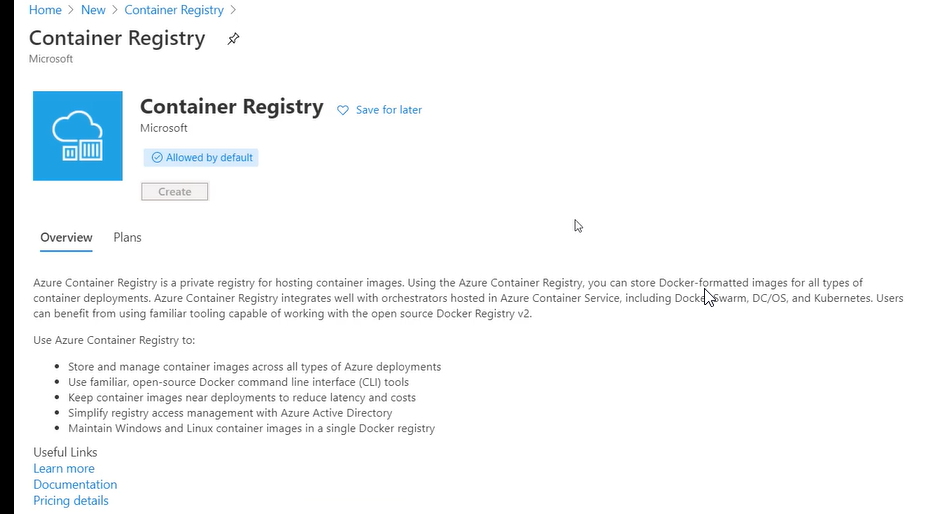 Home > New > Container Registry >
Container Registry
Microsoft
Container Registry
Save for later
Microsoft
Allowed by default
Create
Overview Plans
Azure Container Registry is a private registry for hosting container images. Using the Azure Container Registry, you can store Docker-formatted images for all types of
container deployments. Azure Container Registry integrates well with orchestrators hosted in Azure Container Service, including Docker Swarm, DC/OS, and Kubernetes. Users
can benefit from using familiar tooling capable of working with the open source Docker Registry v2.
Use Azure Container Registry to:
• Store and manage container images across all types of Azure deployments
• Use familiar, open-source Docker command line interface (CLI) tools
• Keep container images near deployments to reduce latency and costs
• Simplify registry access management with Azure Active Directory
• Maintain Windows and Linux container images in a single Docker registry
Useful Links
Learn more
Documentation
Pricing details